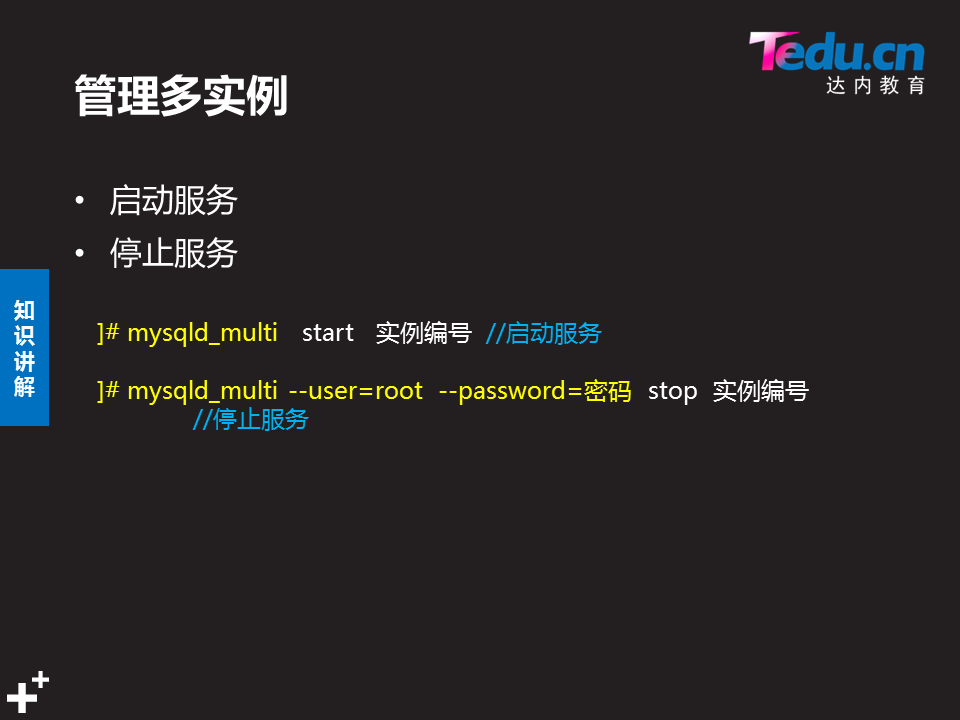 Tedu.cn
达内教育
管理多实例
• 启动服务
• 停止服务
知识讲解
]# mysqld_multi start 实例编号 //启动服务
]# mysqld_multi --user=root --password=密码 stop 实例编号
//停止服务